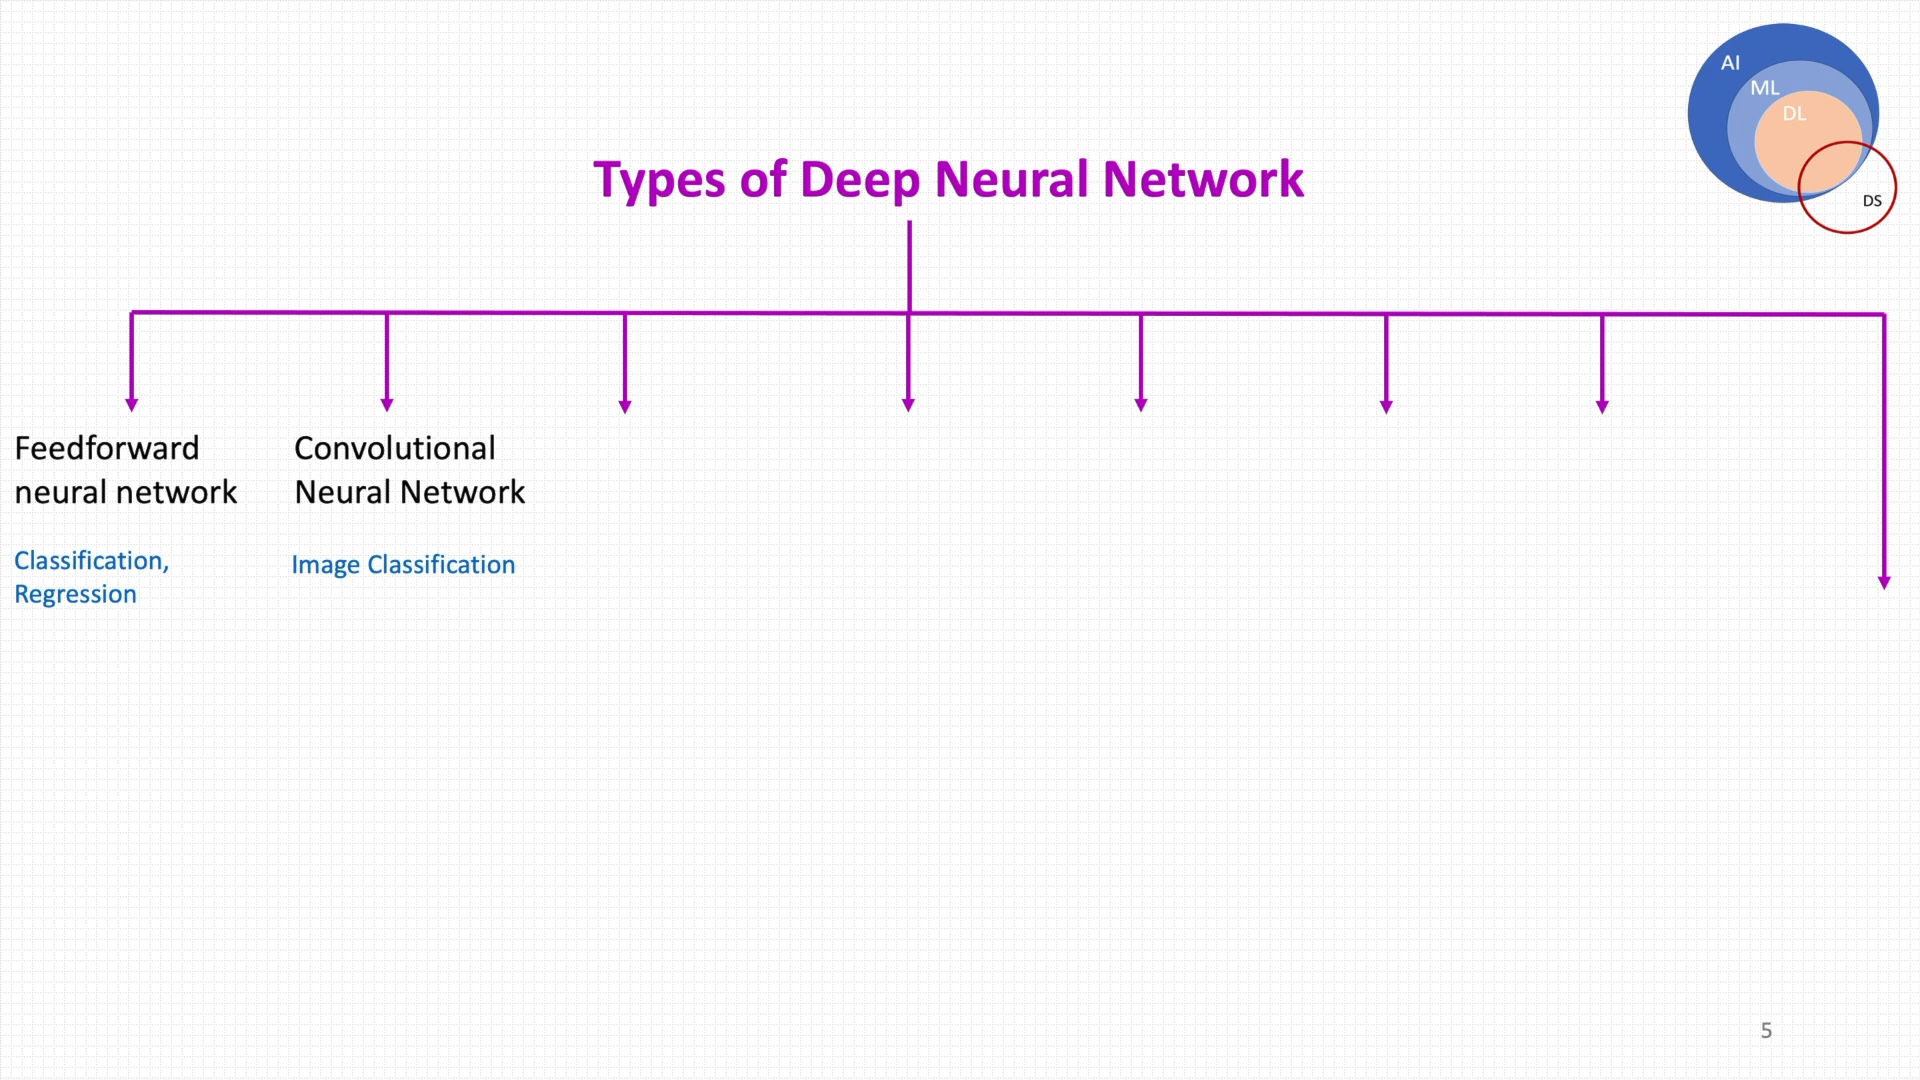 AI
ML
DL
DS
Types of Deep Neural Network
Feedforward
neural network
Convolutional
Neural Network
Classification,
Regression
Image Classification
5